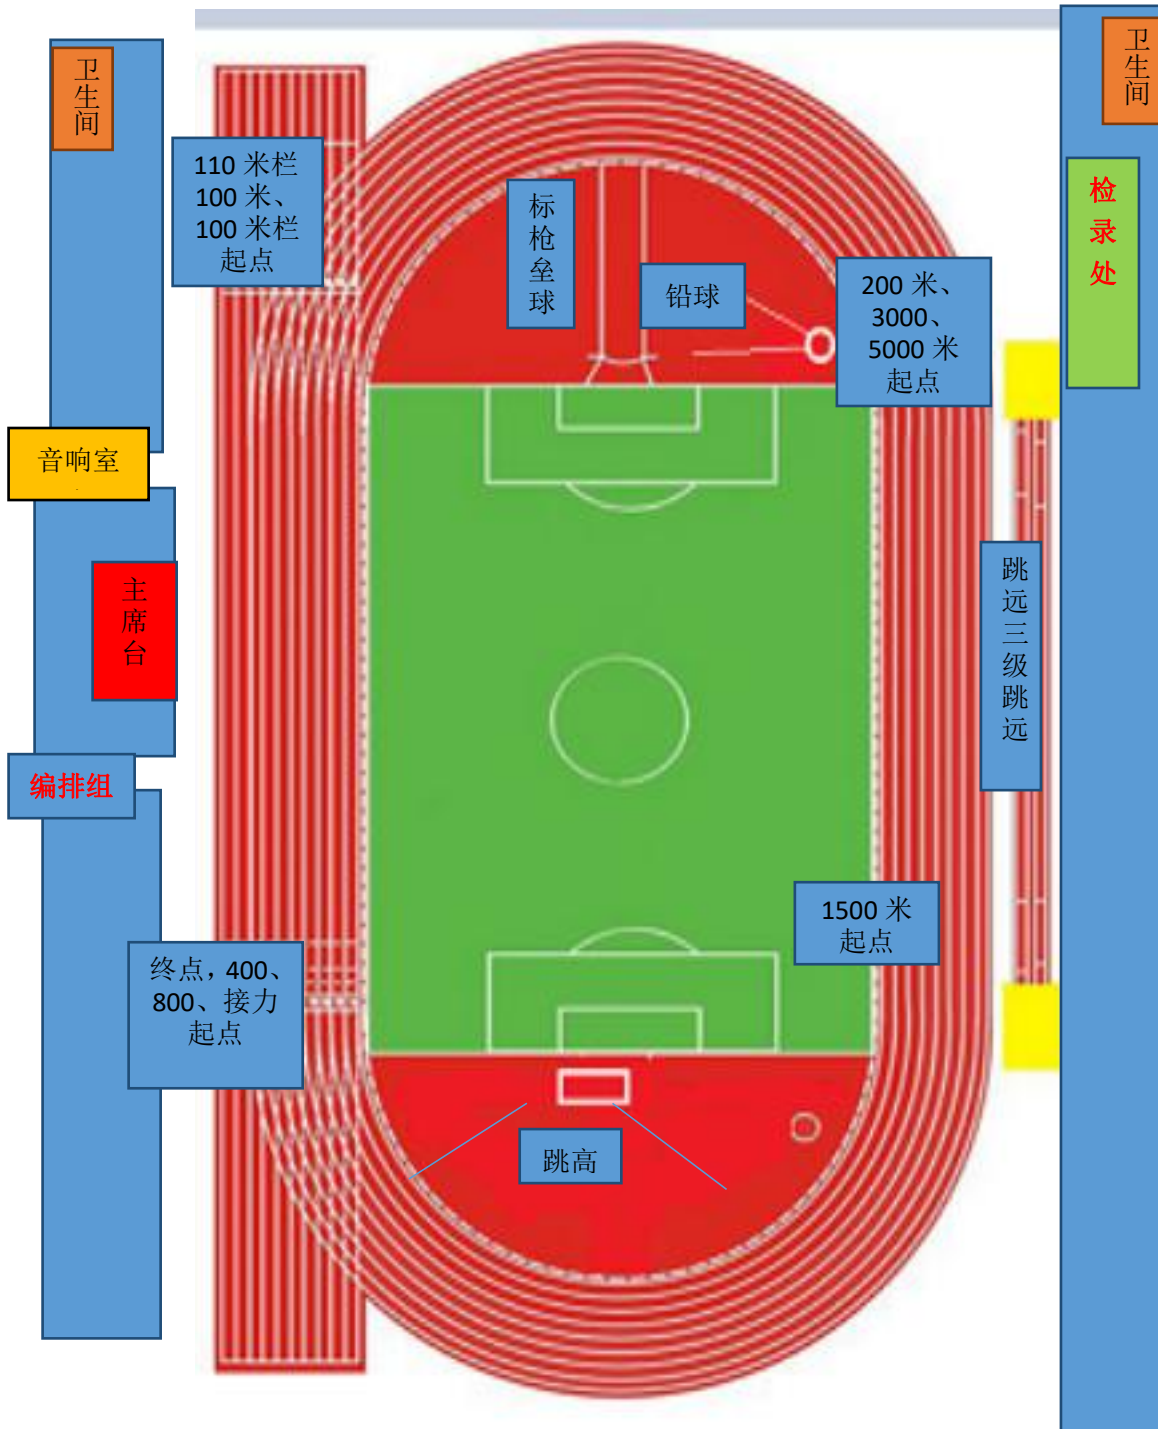 卫生间
卫生间
110 米栏
100 米、
100 米栏
起点
标枪垒球
检录处
铅球
200 米、
3000、
5000 米
起点
音响室
主席台
跳远三级跳远
编排组
1500 米
起点
终点，400、
800、接力
起点
跳高